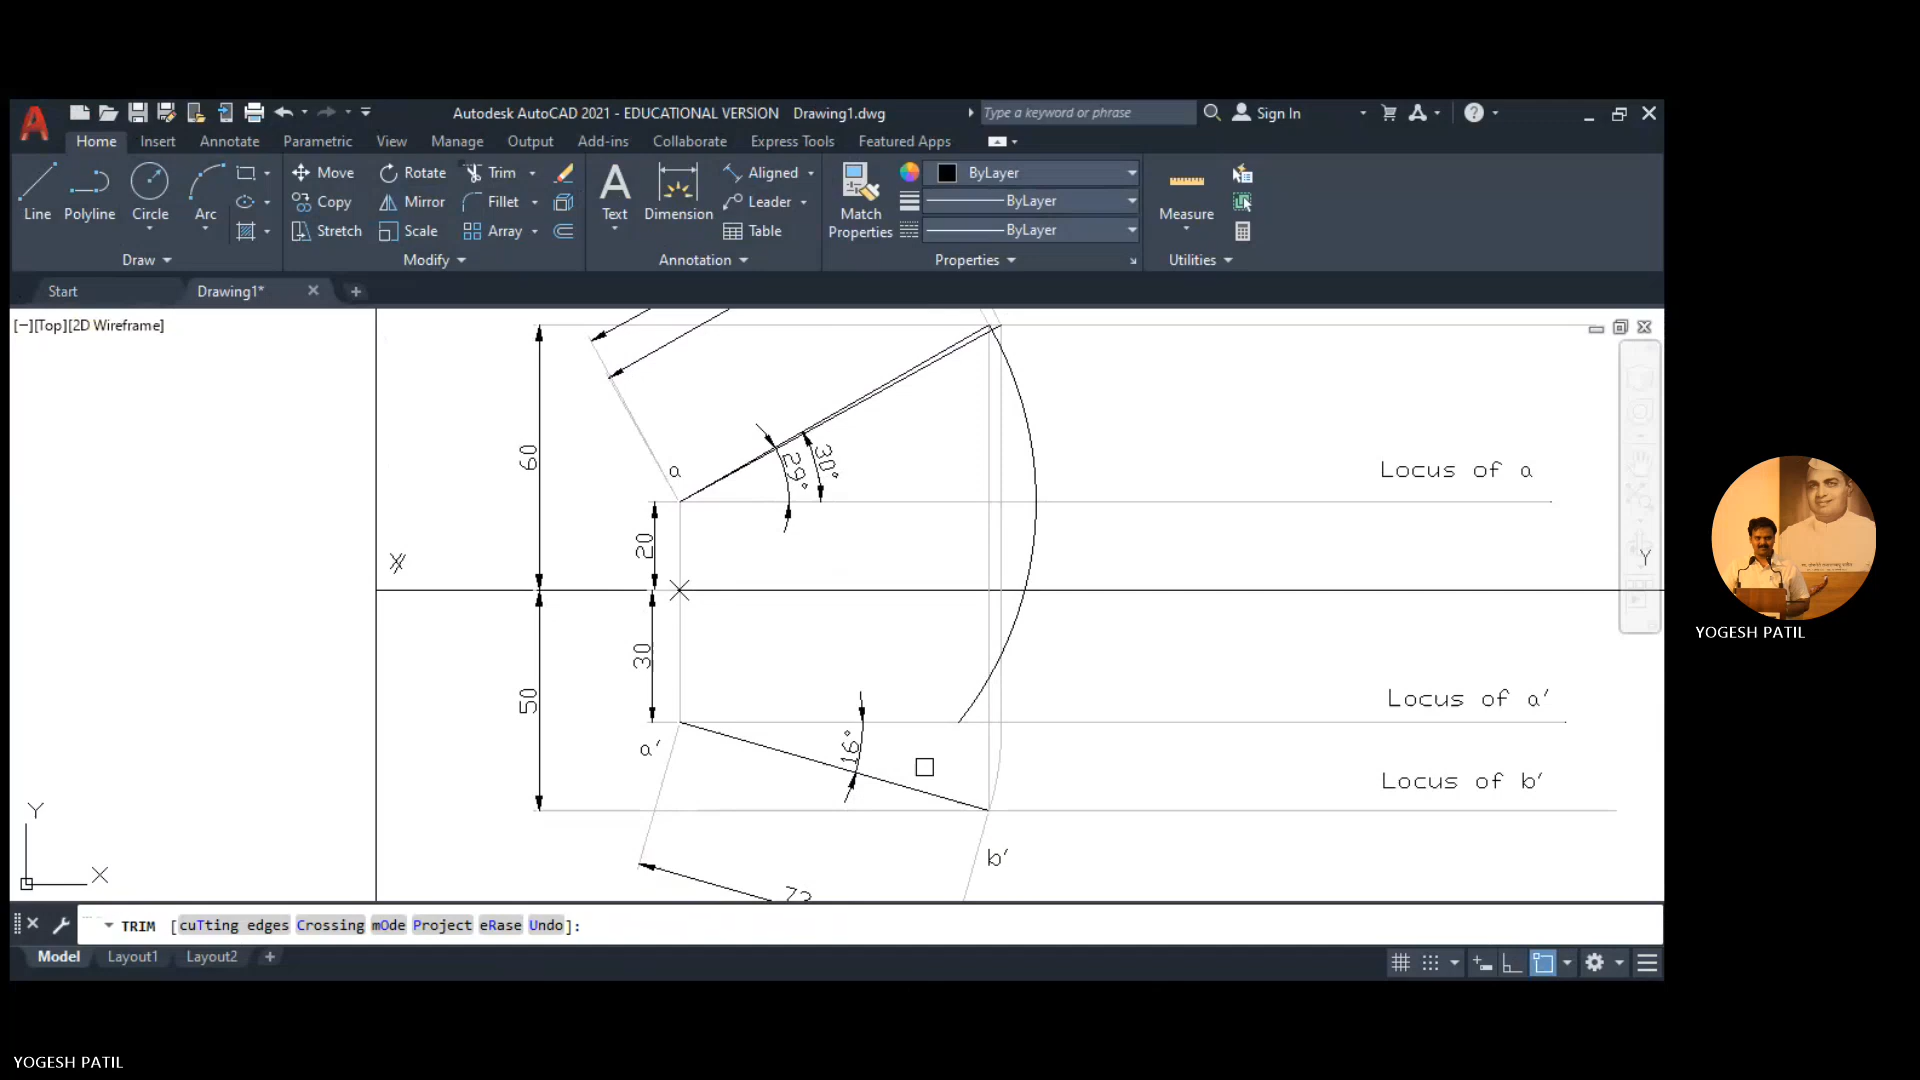 Autodesk AutoCAD 2021 - EDUCATIONAL VERSION Drawing1.dwg
Type a keyword or phrase
Sign In
Home Insert Annotate Parametric View Manage Output Add-ins Collaborate Express Tools Featured Apps
Line Polyline Circle Arc
Draw
Move Rotate Trim
Copy Mirror Fillet
Stretch Scale Array
Modify
Text Dimension
Aligned
Leader
Table
Annotation
Match
Properties
ByLayer
ByLayer
ByLayer
Properties
Measure
Utilities
Start Drawing1*
[−][Top][2D Wireframe]
60
a
29°
30°
Locus of a
20
X
Y
30
50
Locus of a′
a′
16°
Locus of b′
b′
Y
X
TRIM [cuTting edges Crossing mOde Project eRase Undo]:
Model Layout1 Layout2
YOGESH PATIL
YOGESH PATIL